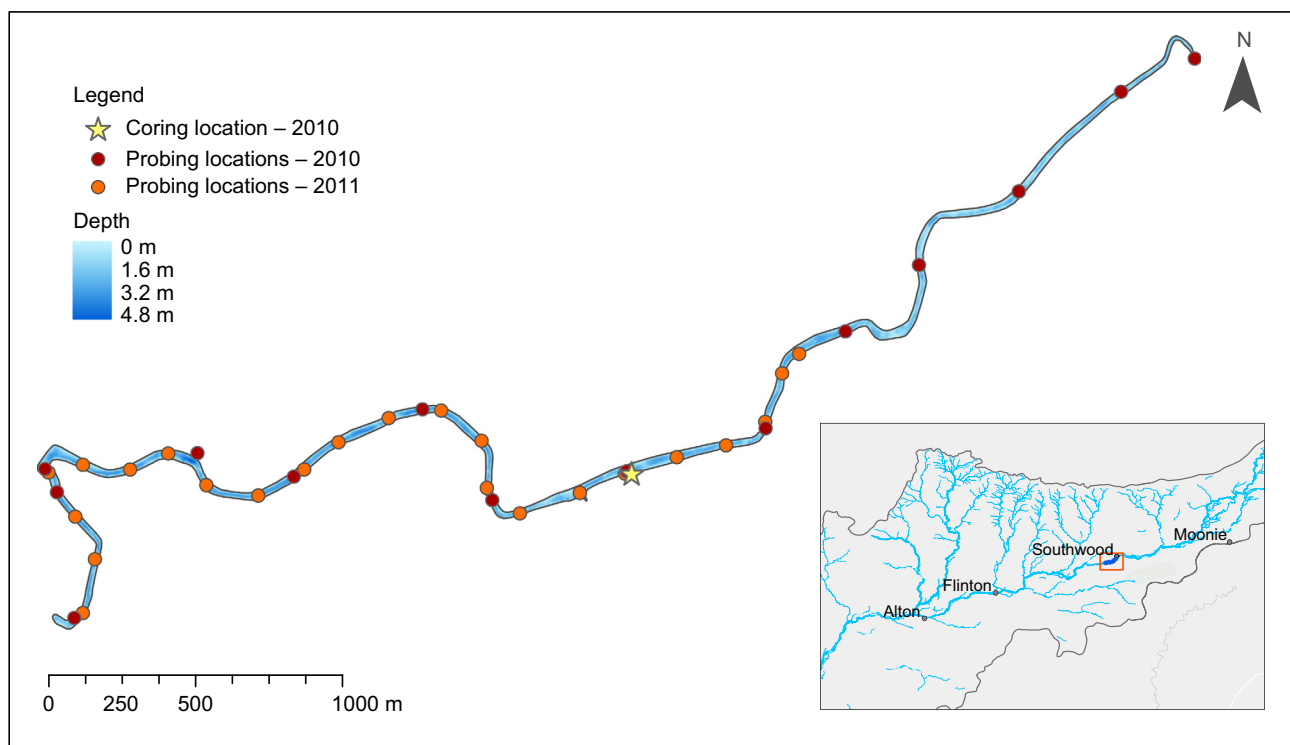 N
Legend
Coring location – 2010
Probing locations – 2010
Probing locations – 2011
Depth
0 m
1.6 m
3.2 m
4.8 m
Southwood
Moonie
Flinton
Alton
0 250 500 1000 m